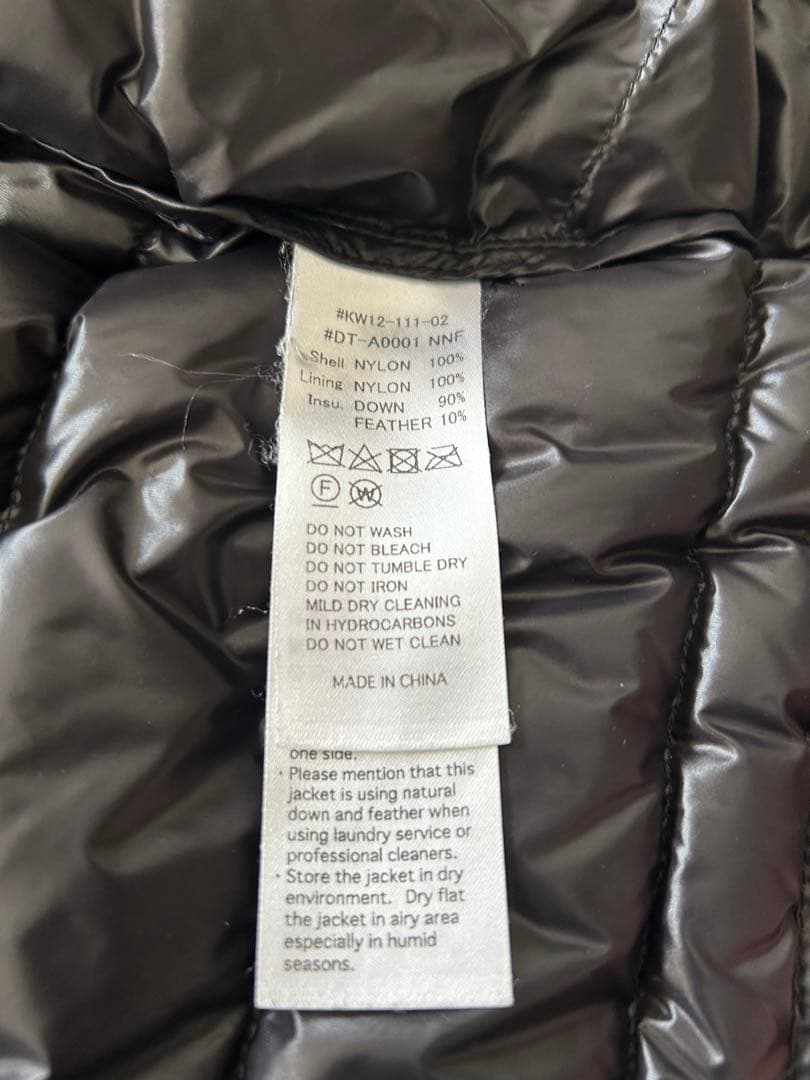 #KW12-111-02
#DT-A0001 NNF
Shell NYLON 100%
Lining NYLON 100%
Insu. DOWN 90%
FEATHER 10%
F W
DO NOT WASH
DO NOT BLEACH
DO NOT TUMBLE DRY
DO NOT IRON
MILD DRY CLEANING
IN HYDROCARBONS
DO NOT WET CLEAN
MADE IN CHINA
one side.
・Please mention that this
jacket is using natural
down and feather when
using laundry service or
professional cleaners.
・Store the jacket in dry
environment. Dry flat
the jacket in airy area
especially in humid
seasons.